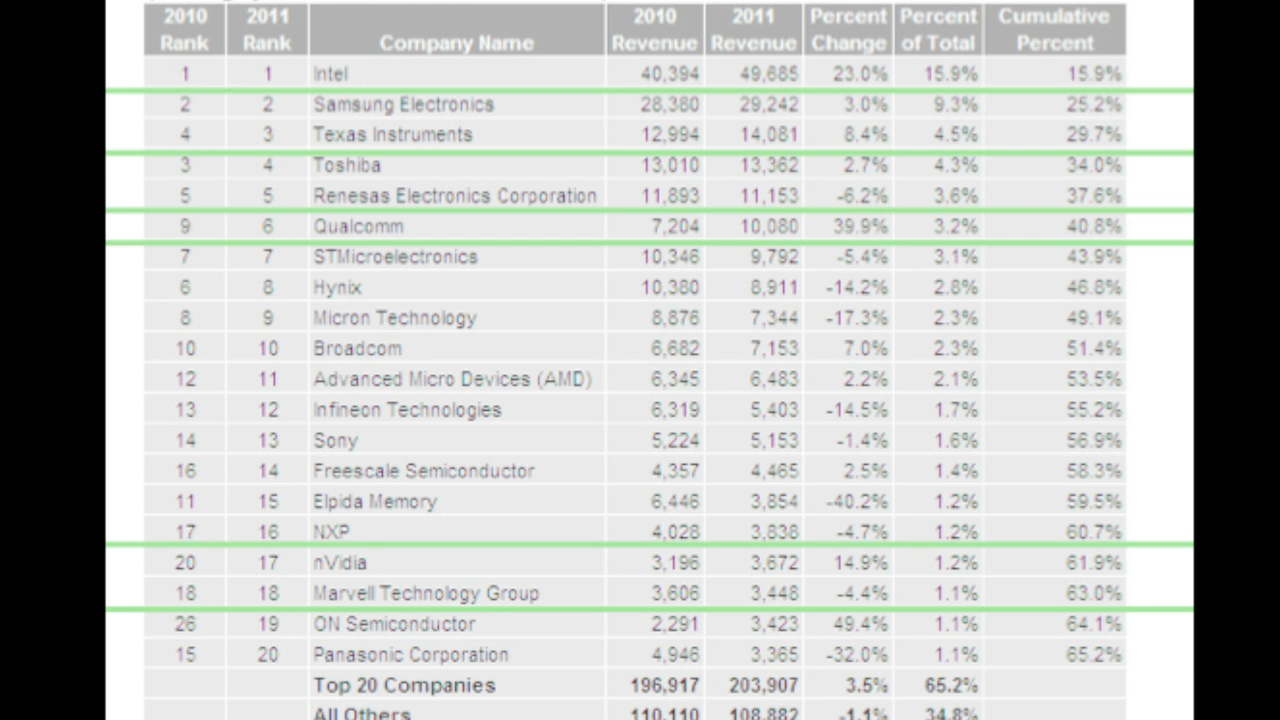 2010 2011 2010 2011 Percent Percent Cumulative
Rank Rank Company Name Revenue Revenue Change of Total Percent
1 1 Intel 40,394 49,685 23.0% 15.9% 15.9%
2 2 Samsung Electronics 28,380 29,242 3.0% 9.3% 25.2%
4 3 Texas Instruments 12,994 14,081 8.4% 4.5% 29.7%
3 4 Toshiba 13,010 13,362 2.7% 4.3% 34.0%
5 5 Renesas Electronics Corporation 11,893 11,153 -6.2% 3.6% 37.6%
9 6 Qualcomm 7,204 10,080 39.9% 3.2% 40.8%
7 7 STMicroelectronics 10,346 9,792 -5.4% 3.1% 43.9%
6 8 Hynix 10,380 8,911 -14.2% 2.8% 46.8%
8 9 Micron Technology 8,876 7,344 -17.3% 2.3% 49.1%
10 10 Broadcom 6,682 7,153 7.0% 2.3% 51.4%
12 11 Advanced Micro Devices (AMD) 6,345 6,483 2.2% 2.1% 53.5%
13 12 Infineon Technologies 6,319 5,403 -14.5% 1.7% 55.2%
14 13 Sony 5,224 5,153 -1.4% 1.6% 56.9%
16 14 Freescale Semiconductor 4,357 4,465 2.5% 1.4% 58.3%
11 15 Elpida Memory 6,446 3,854 -40.2% 1.2% 59.5%
17 16 NXP 4,028 3,838 -4.7% 1.2% 60.7%
20 17 nVidia 3,196 3,672 14.9% 1.2% 61.9%
18 18 Marvell Technology Group 3,606 3,448 -4.4% 1.1% 63.0%
26 19 ON Semiconductor 2,291 3,423 49.4% 1.1% 64.1%
15 20 Panasonic Corporation 4,946 3,365 -32.0% 1.1% 65.2%
Top 20 Companies 196,917 203,907 3.5% 65.2%
All Others 110,110 108,882 -1.1% 34.8%